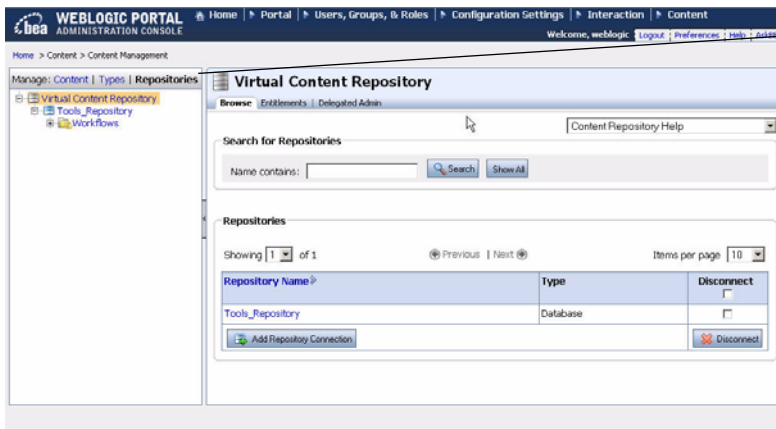 bea WEBLOGIC PORTAL ADMINISTRATION CONSOLE
Home | Portal | Users, Groups, & Roles | Configuration Settings | Interaction | Content
Welcome, weblogic Logout Preferences Help
Home > Content > Content Management
Manage: Content | Types | Repositories
Virtual Content Repository
Tools_Repository
Workflows
Virtual Content Repository
Browse Entitlements | Delegated Admin
Content Repository Help
Search for Repositories
Name contains: Search Show All
Repositories
Showing 1 of 1 Previous | Next Items per page 10
Repository Name Type Disconnect
Tools_Repository Database
Add Repository Connection Disconnect